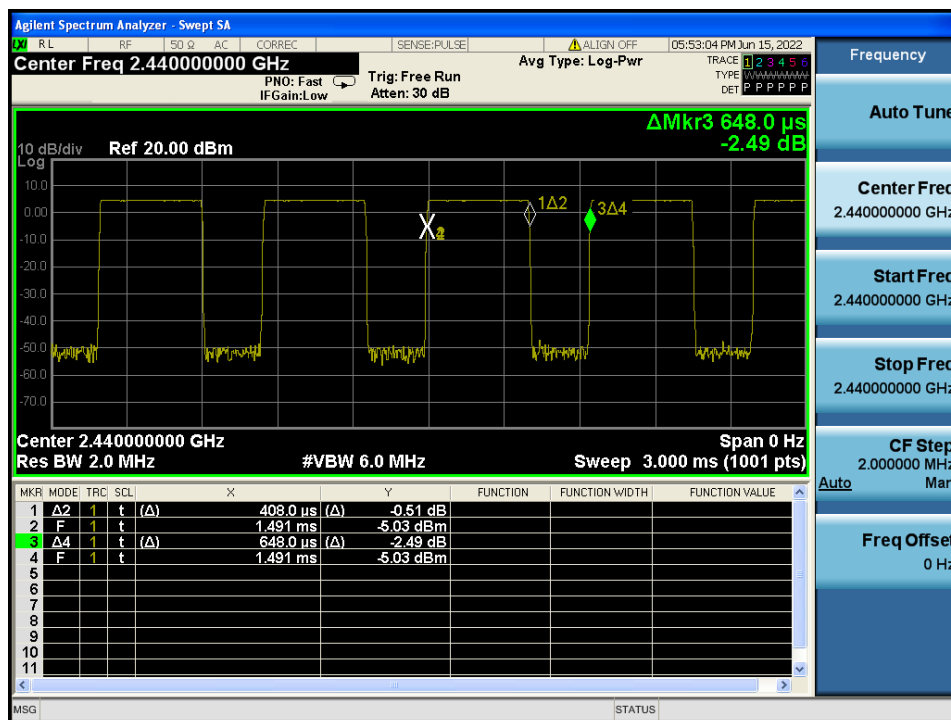 Agilent Spectrum Analyzer - Swept SA
LXI RL RF 50 Ω AC CORREC SENSE:PULSE ALIGN OFF 05:53:04 PM Jun 15, 2022
Center Freq 2.440000000 GHz
PNO: Fast
IFGain:Low
Trig: Free Run
Atten: 30 dB
Avg Type: Log-Pwr
TRACE 1 2 3 4 5 6
TYPE
DET P P P P P P
ΔMkr3 648.0 µs
-2.49 dB
10 dB/div Ref 20.00 dBm
Log
10.0
0.00
-10.0
-20.0
-30.0
-40.0
-50.0
-60.0
-70.0
1Δ2
3Δ4
Center 2.440000000 GHz Span 0 Hz
Res BW 2.0 MHz #VBW 6.0 MHz Sweep 3.000 ms (1001 pts)
MKR MODE TRC SCL X Y FUNCTION FUNCTION WIDTH FUNCTION VALUE
1 Δ2 1 t (Δ) 408.0 µs (Δ) -0.51 dB
2 F 1 t 1.491 ms -5.03 dBm
3 Δ4 1 t (Δ) 648.0 µs (Δ) -2.49 dB
4 F 1 t 1.491 ms -5.03 dBm
5
6
7
8
9
10
11
MSG STATUS
Frequency
Auto Tune
Center Freq
2.440000000 GHz
Start Freq
2.440000000 GHz
Stop Freq
2.440000000 GHz
CF Step
2.000000 MHz
Auto Man
Freq Offset
0 Hz